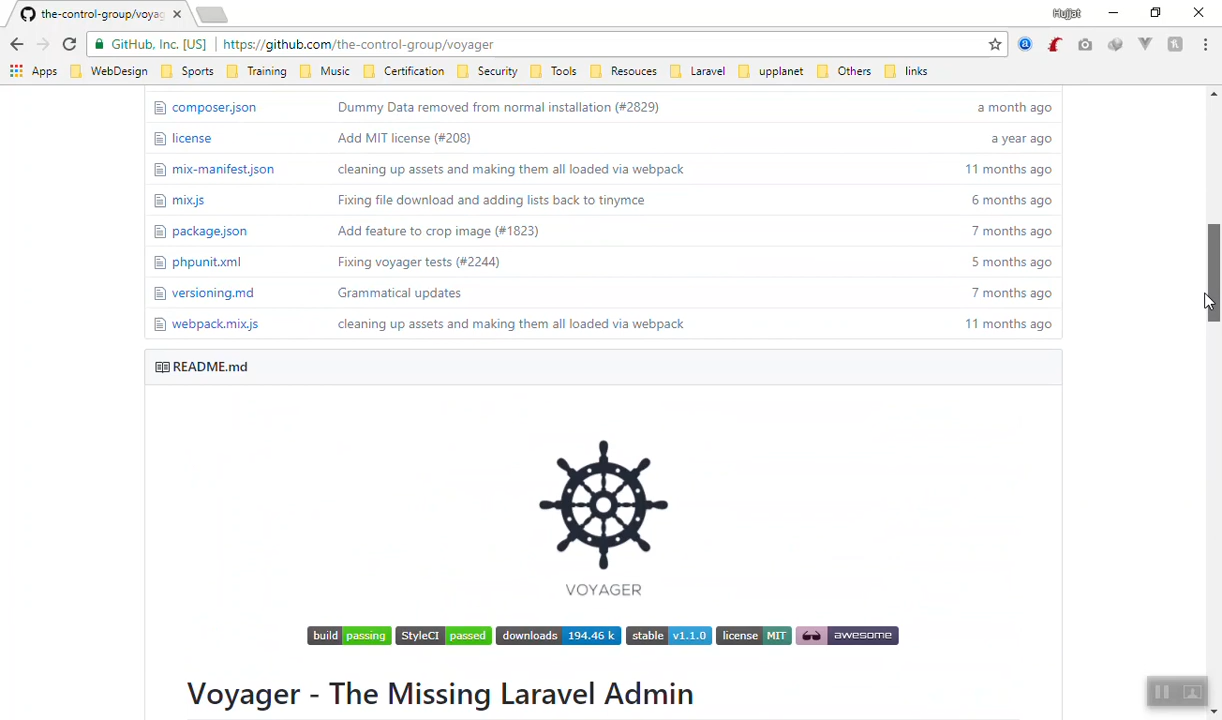 the-control-group/voyag
Hujjat
GitHub, Inc. [US] https://github.com/the-control-group/voyager
Apps WebDesign Sports Training Music Certification Security Tools Resouces Laravel upplanet Others links
composer.json Dummy Data removed from normal installation (#2829) a month ago
license Add MIT license (#208) a year ago
mix-manifest.json cleaning up assets and making them all loaded via webpack 11 months ago
mix.js Fixing file download and adding lists back to tinymce 6 months ago
package.json Add feature to crop image (#1823) 7 months ago
phpunit.xml Fixing voyager tests (#2244) 5 months ago
versioning.md Grammatical updates 7 months ago
webpack.mix.js cleaning up assets and making them all loaded via webpack 11 months ago
README.md
VOYAGER
build passing StyleCI passed downloads 194.46 k stable v1.1.0 license MIT awesome
Voyager - The Missing Laravel Admin